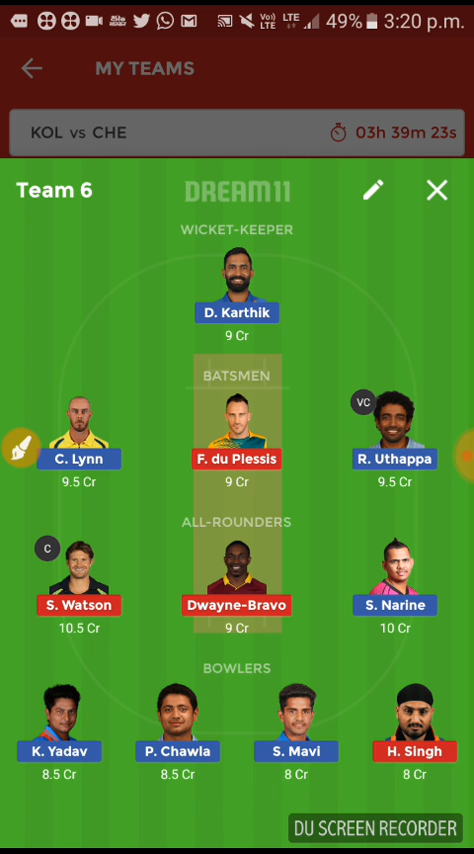 Vo)) LTE LTE 49% 3:20 p.m.
MY TEAMS
KOL vs CHE 03h 39m 23s
Team 6 DREAM11
WICKET-KEEPER
D. Karthik
9 Cr
BATSMEN
VC
C. Lynn F. du Plessis R. Uthappa
9.5 Cr 9 Cr 9.5 Cr
ALL-ROUNDERS
C
S. Watson Dwayne-Bravo S. Narine
10.5 Cr 9 Cr 10 Cr
BOWLERS
K. Yadav P. Chawla S. Mavi H. Singh
8.5 Cr 8.5 Cr 8 Cr 8 Cr
DU SCREEN RECORDER